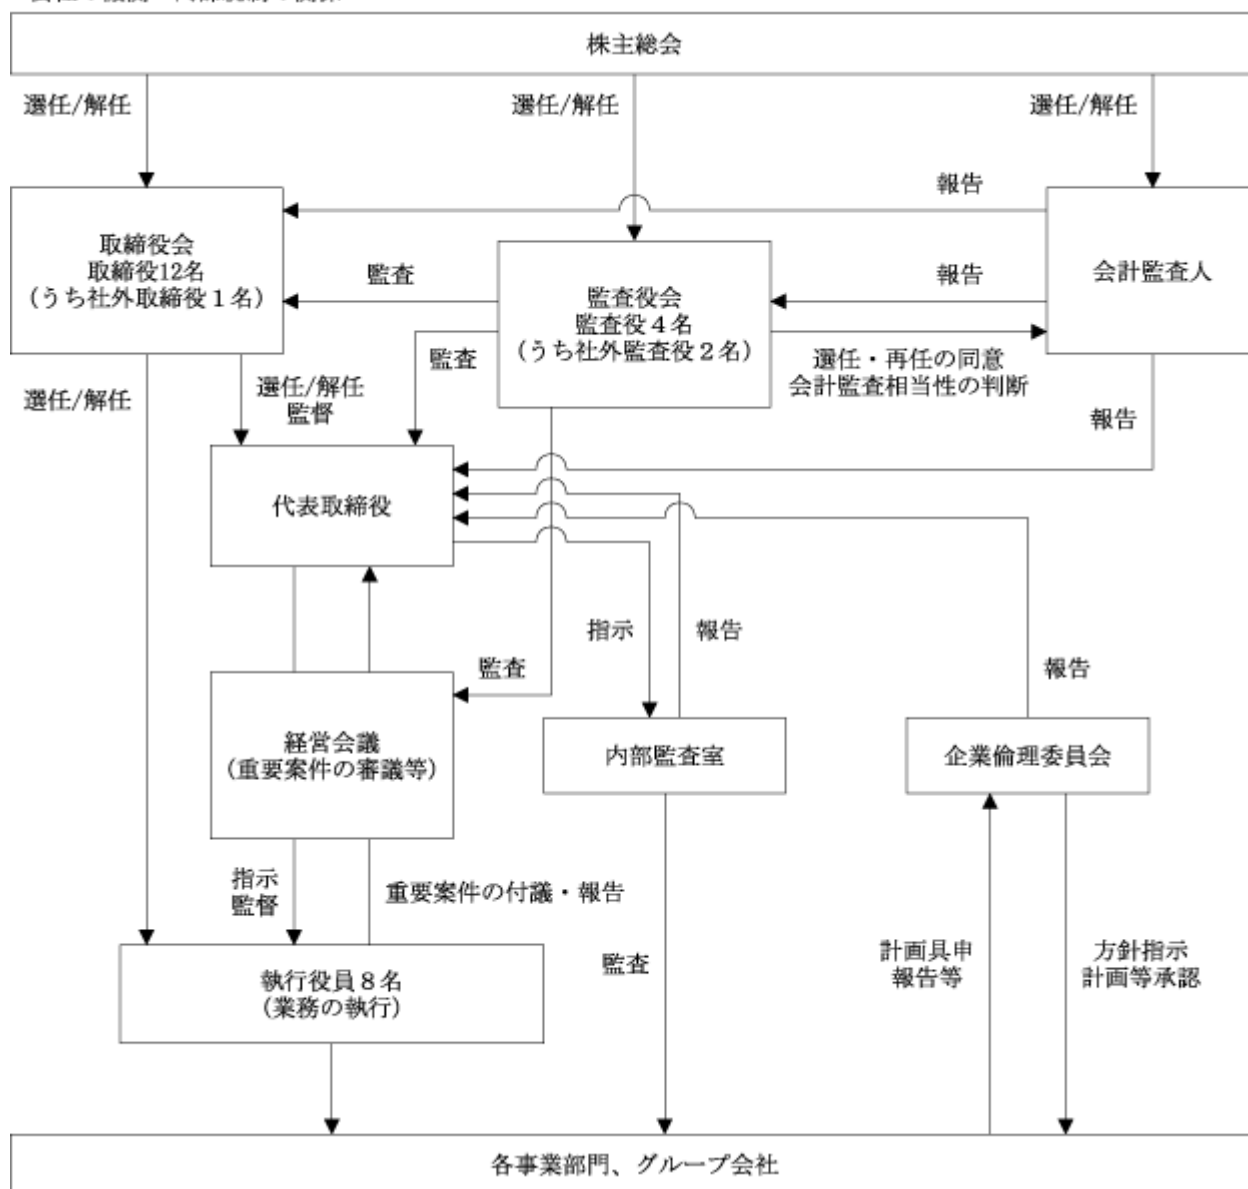 株主総会
選任/解任
選任/解任
選任/解任
報告
取締役会
取締役12名
(うち社外取締役１名)
監査
監査役会
監査役４名
(うち社外監査役２名)
報告
会計監査人
監査
選任・再任の同意
会計監査相当性の判断
選任/解任
選任/解任
監督
報告
代表取締役
指示
報告
監査
報告
経営会議
(重要案件の審議等)
内部監査室
企業倫理委員会
指示
監督
重要案件の付議・報告
監査
計画具申
報告等
方針指示
計画等承認
執行役員８名
(業務の執行)
各事業部門、グループ会社